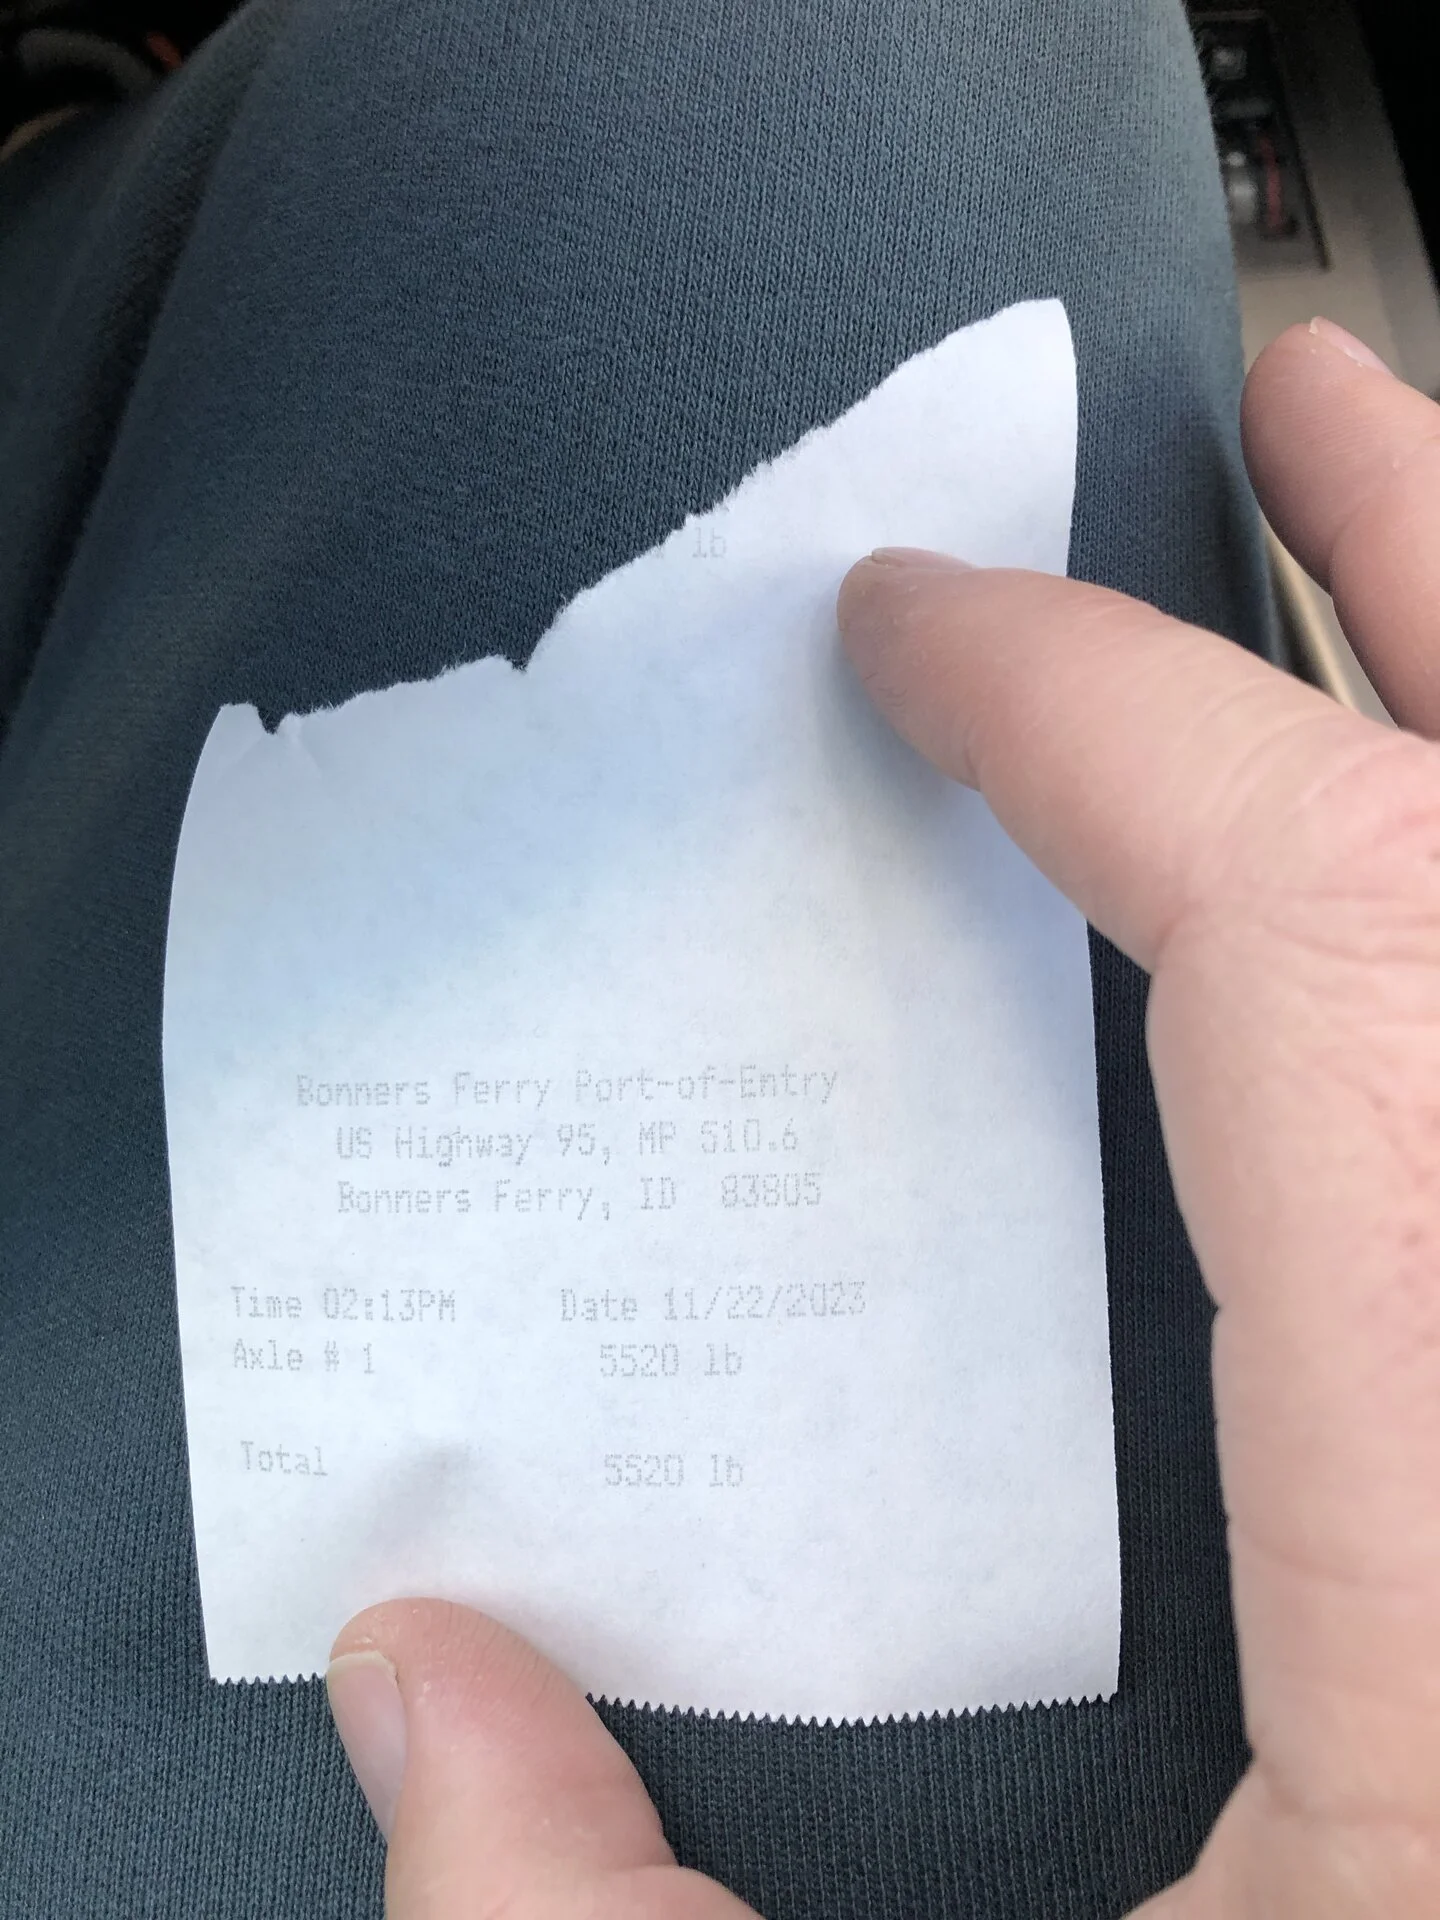 lb
Bonners Ferry Port-of-Entry
US Highway 95, MP 510.6
Bonners Ferry, ID 83805
Time 02:13PM Date 11/22/2023
Axle # 1 5520 lb
Total 5520 lb